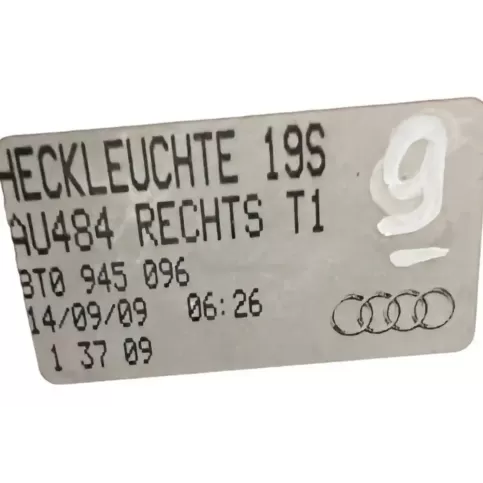 HECKLEUCHTE 19S
AU484 RECHTS T1
8T0 945 096
14/09/09 06:26
1 37 09
9